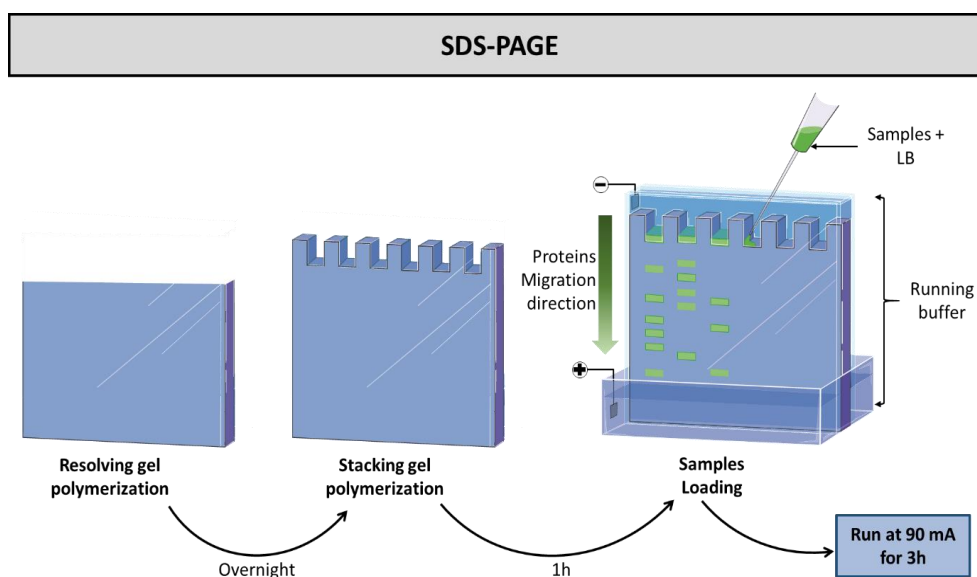 SDS-PAGE
Samples +
LB
−
Proteins
Migration
direction
+
Running
buffer
Resolving gel
polymerization
Stacking gel
polymerization
Samples
Loading
Overnight
1h
Run at 90 mA
for 3h